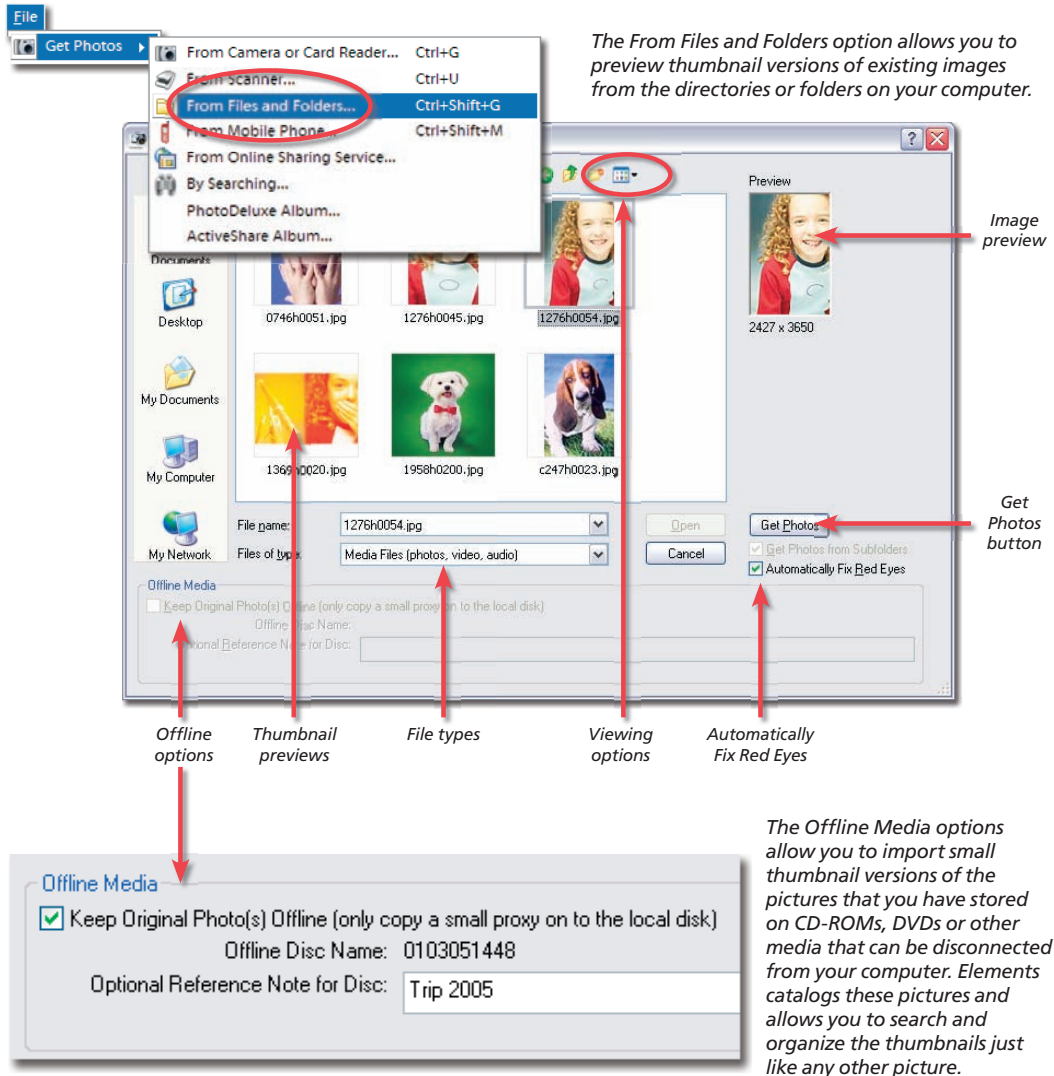 File
Get Photos
From Camera or Card Reader... Ctrl+G
From Scanner... Ctrl+U
From Files and Folders... Ctrl+Shift+G
From Mobile Phone... Ctrl+Shift+M
From Online Sharing Service...
By Searching...
PhotoDeluxe Album...
ActiveShare Album...
The From Files and Folders option allows you to
preview thumbnail versions of existing images
from the directories or folders on your computer.
Preview
Image
preview
2427 x 3650
Documents
Desktop
My Documents
My Computer
My Network
0746h0051.jpg
1276h0045.jpg
1276h0054.jpg
1369h0020.jpg
1958h0200.jpg
c247h0023.jpg
File name: 1276h0054.jpg
Open
Get Photos
Get
Photos
button
Files of type: Media Files (photos, video, audio)
Cancel
Get Photos from Subfolders
Automatically Fix Red Eyes
Offline Media
Keep Original Photo(s) Offline (only copy a small proxy on to the local disk)
Offline Disc Name:
Optional Reference Note for Disc:
Offline
options
Thumbnail
previews
File types
Viewing
options
Automatically
Fix Red Eyes
Offline Media
Keep Original Photo(s) Offline (only copy a small proxy on to the local disk)
Offline Disc Name: 0103051448
Optional Reference Note for Disc: Trip 2005
The Offline Media options
allow you to import small
thumbnail versions of the
pictures that you have stored
on CD-ROMs, DVDs or other
media that can be disconnected
from your computer. Elements
catalogs these pictures and
allows you to search and
organize the thumbnails just
like any other picture.